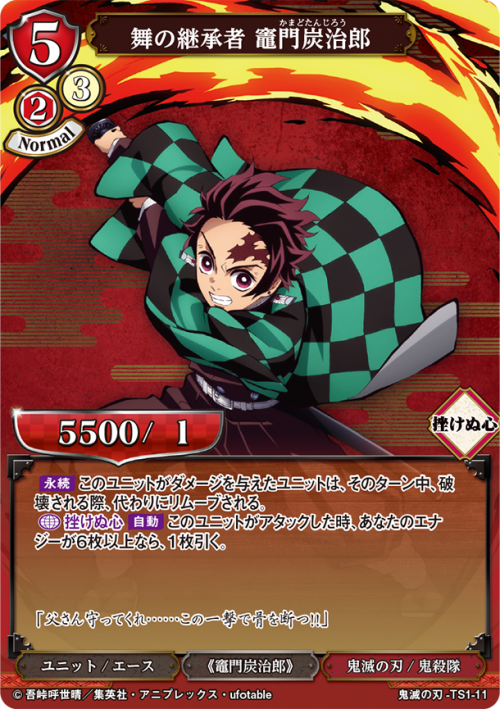 5
かまどたんじろう
舞の継承者 竈門炭治郎
2
3
Normal
挫けぬ心
5500/ 1
永続 このユニットがダメージを与えたユニットは、そのターン中、破
壊される際、代わりにリムーブされる。
挫けぬ心 自動 このユニットがアタックした時、あなたのエナ
ジーが6枚以上なら、1枚引く。
「父さん守ってくれ……この一撃で骨を断つ!!」
ユニット / エース
《竈門炭治郎》
鬼滅の刃 / 鬼殺隊
©吾峠呼世晴/集英社・アニプレックス・ufotable
鬼滅の刃 -TS1-11